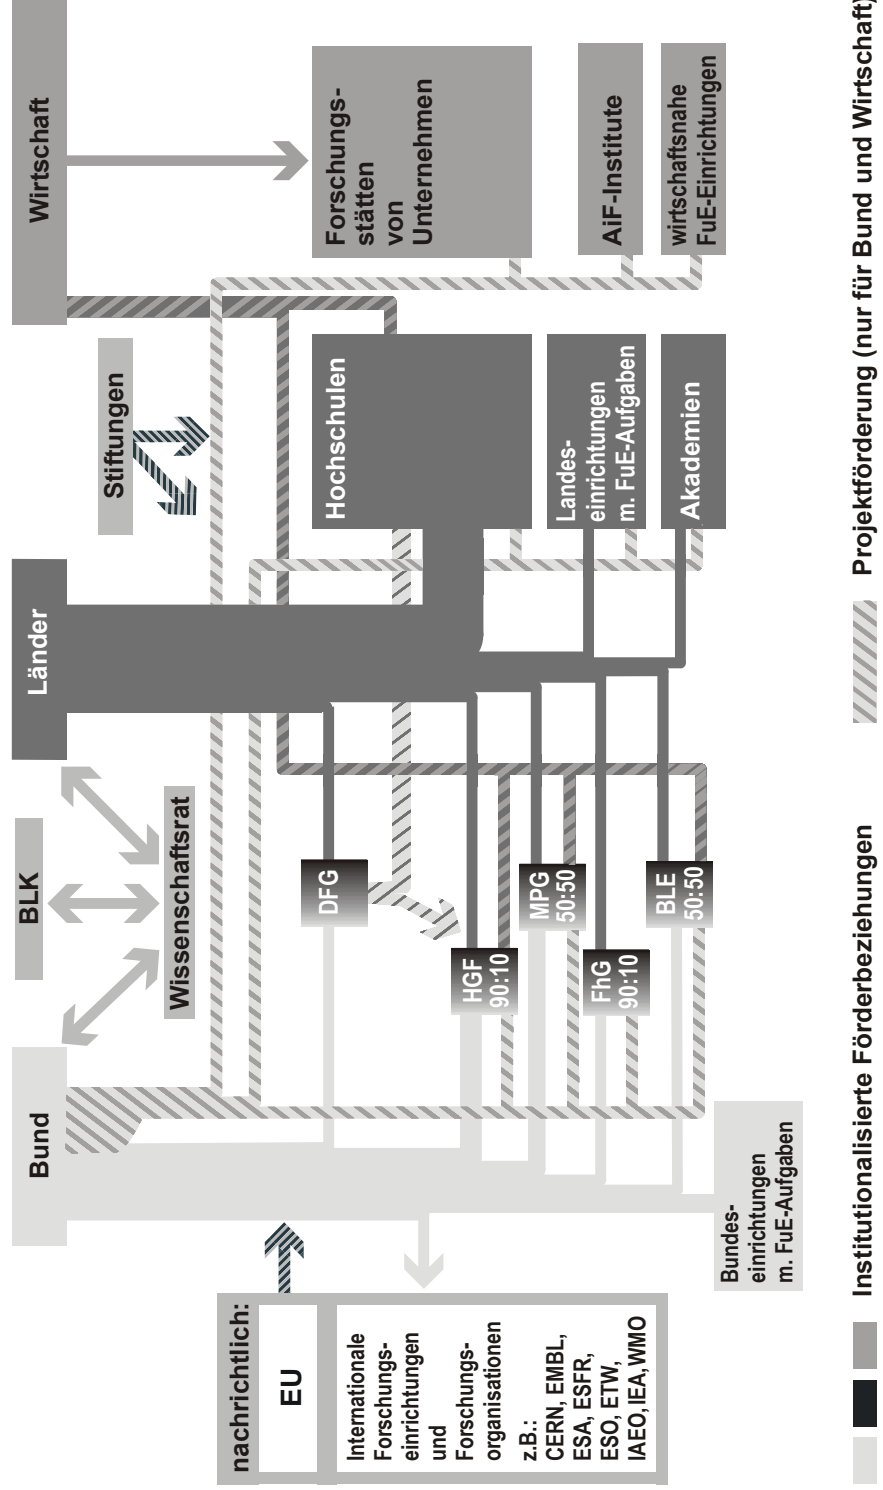 Bund
BLK
Länder
Wirtschaft
Wissenschaftsrat
Stiftungen
nachrichtlich:
EU
Internationale
Forschungs-
einrichtungen
und
Forschungs-
organisationen
z.B.:
CERN, EMBL,
ESA, ESFR,
ESO, ETW,
IAEO, IEA, WMO
Bundes-
einrichtungen
m. FuE-Aufgaben
DFG
HGF
90:10
MPG
50:50
FhG
90:10
BLE
50:50
Hochschulen
Landes-
einrichtungen
m. FuE-Aufgaben
Akademien
Forschungs-
stätten
von
Unternehmen
AiF-Institute
wirtschaftsnahe
FuE-Einrichtungen
Institutionalisierte Förderbeziehungen
Projektförderung (nur für Bund und Wirtschaft)